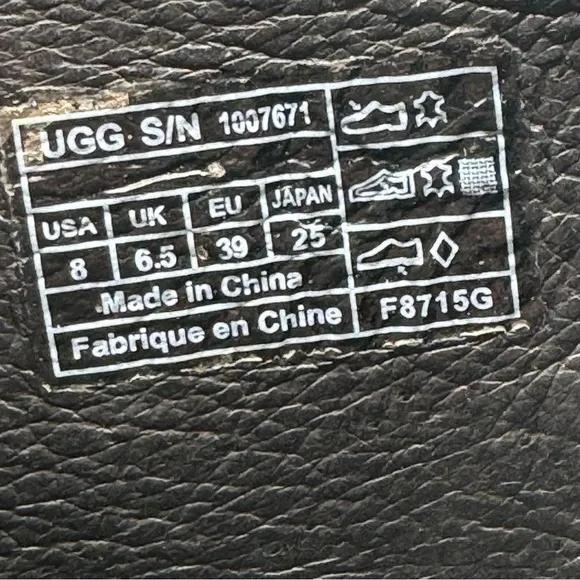 UGG S/N 1007671
USA UK EU JAPAN
8 6.5 39 25
Made in China
Fabrique en Chine F8715G